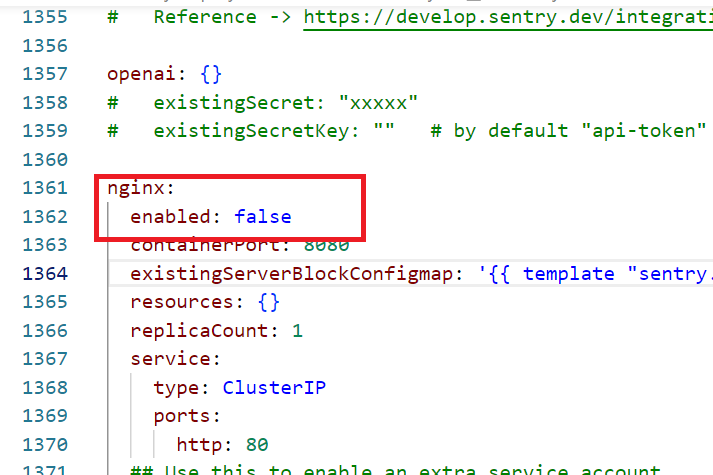 1355 # Reference -> https://develop.sentry.dev/integrati
1356
1357 openai: {}
1358 # existingSecret: "xxxxx"
1359 # existingSecretKey: "" # by default "api-token"
1360
1361 nginx:
1362 enabled: false
1363 containerPort: 8080
1364 existingServerBlockConfigmap: '{{ template "sentry.
1365 resources: {}
1366 replicaCount: 1
1367 service:
1368 type: ClusterIP
1369 ports:
1370 http: 80
1371 ## Use this to enable an extra service account